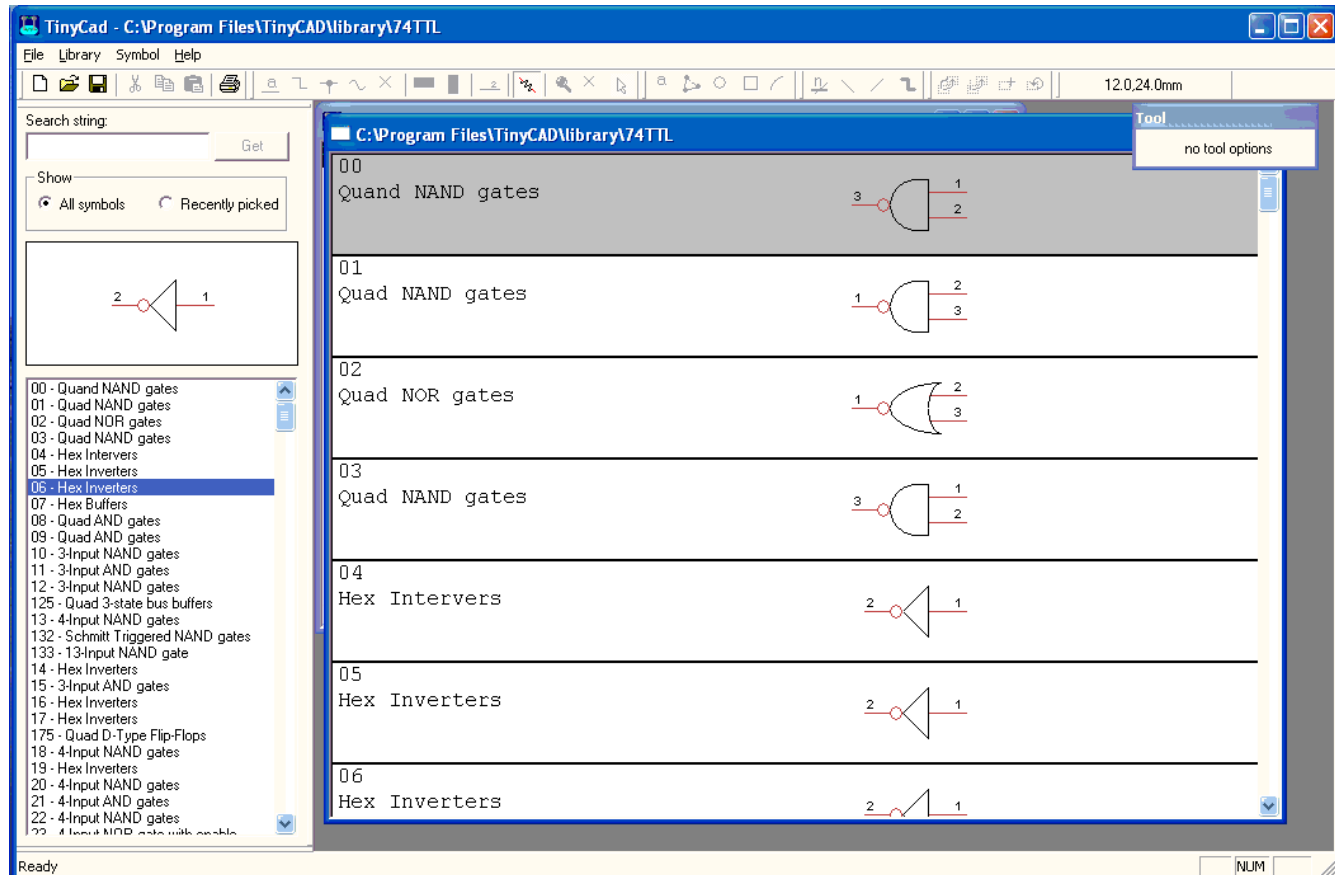 TinyCad - C:\Program Files\TinyCAD\library\74TTL
File Library Symbol Help
12.0,24.0mm
Search string:
Get
Show
All symbols Recently picked
2 1
00 - Quand NAND gates
01 - Quad NAND gates
02 - Quad NOR gates
03 - Quad NAND gates
04 - Hex Intervers
05 - Hex Inverters
06 - Hex Inverters
07 - Hex Buffers
08 - Quad AND gates
09 - Quad AND gates
10 - 3-Input NAND gates
11 - 3-Input AND gates
12 - 3-Input NAND gates
125 - Quad 3-state bus buffers
13 - 4-Input NAND gates
132 - Schmitt Triggered NAND gates
133 - 13-Input NAND gate
14 - Hex Inverters
15 - 3-Input AND gates
16 - Hex Inverters
17 - Hex Inverters
175 - Quad D-Type Flip-Flops
18 - 4-Input NAND gates
19 - Hex Inverters
20 - 4-Input NAND gates
21 - 4-Input AND gates
22 - 4-Input NAND gates
23 - 4-Input NOR gate with enable
C:\Program Files\TinyCAD\library\74TTL
Tool
no tool options
00
Quand NAND gates
3 1
2
01
Quad NAND gates
1 2
3
02
Quad NOR gates
1 2
3
03
Quad NAND gates
3 1
2
04
Hex Intervers
2 1
05
Hex Inverters
2 1
06
Hex Inverters
2 1
Ready
NUM